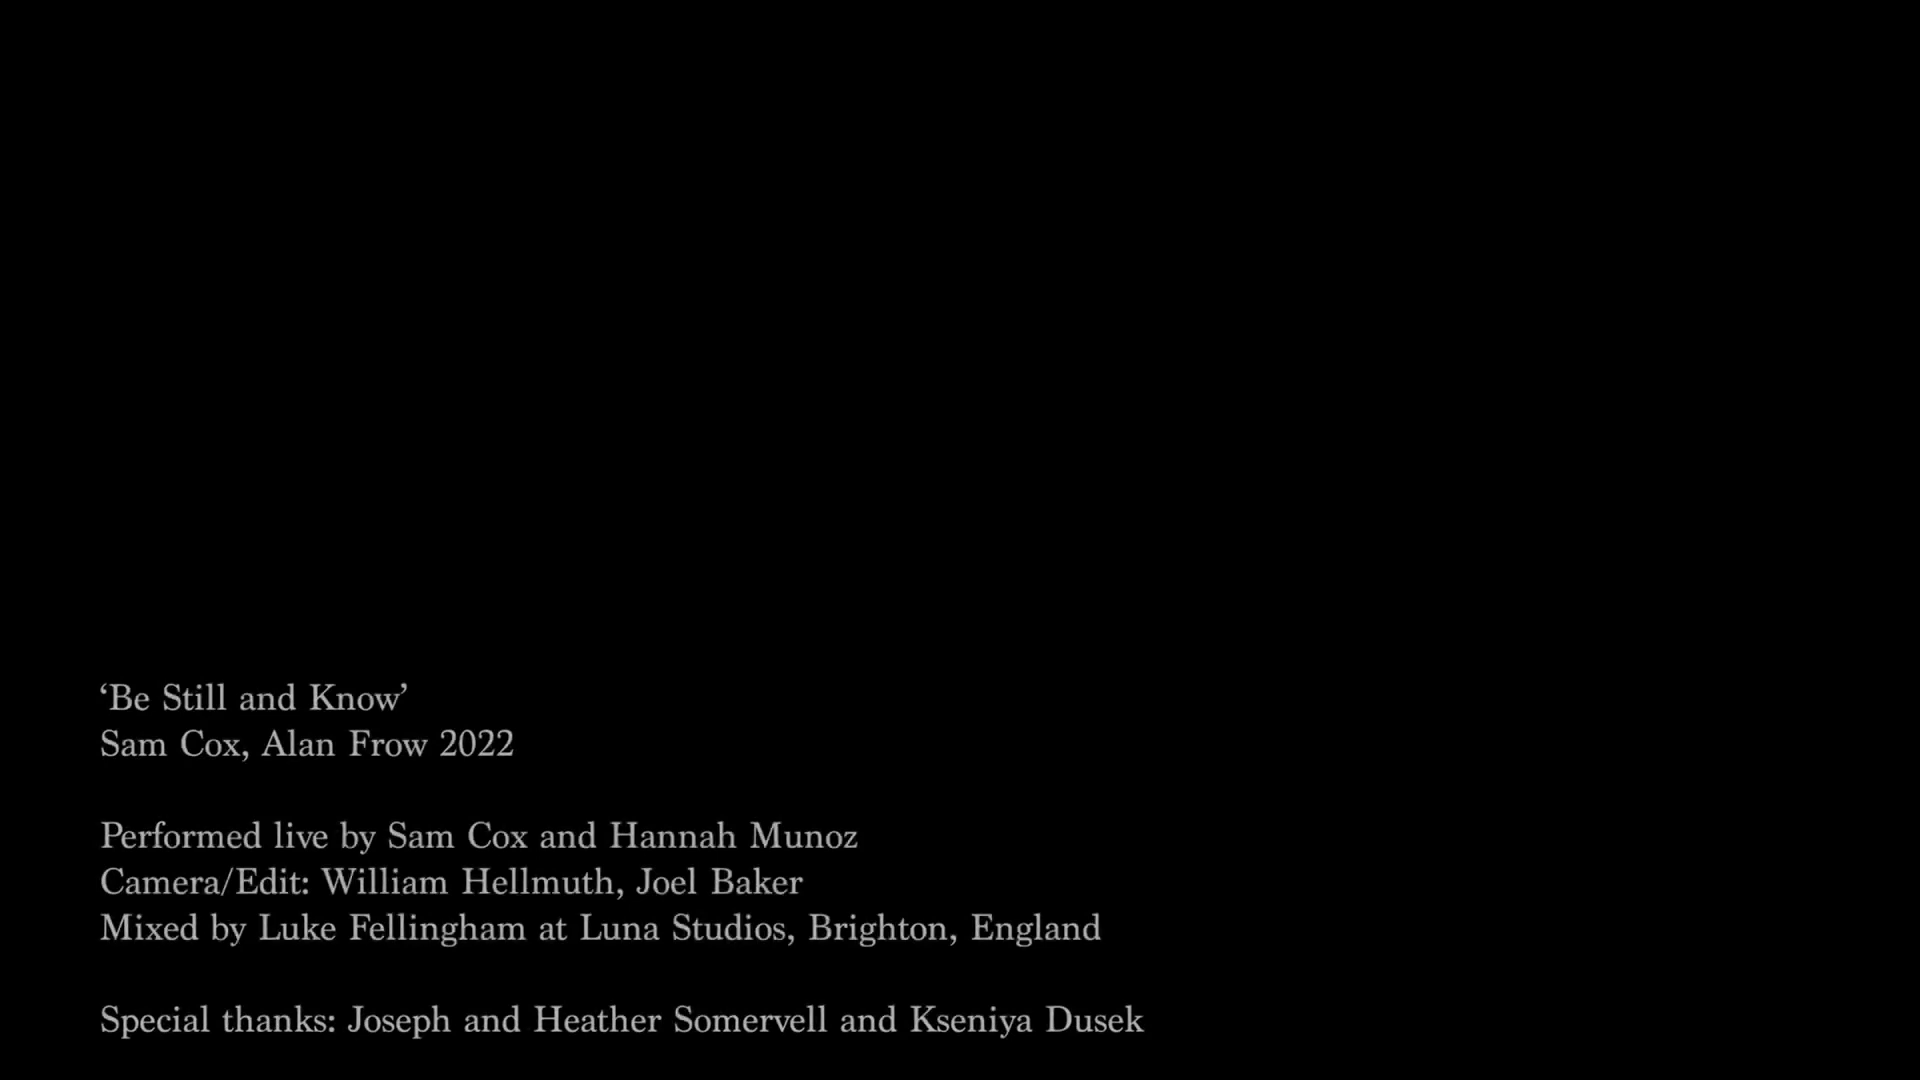 ‘Be Still and Know’
Sam Cox, Alan Frow 2022
Performed live by Sam Cox and Hannah Munoz
Camera/Edit: William Hellmuth, Joel Baker
Mixed by Luke Fellingham at Luna Studios, Brighton, England
Special thanks: Joseph and Heather Somervell and Kseniya Dusek